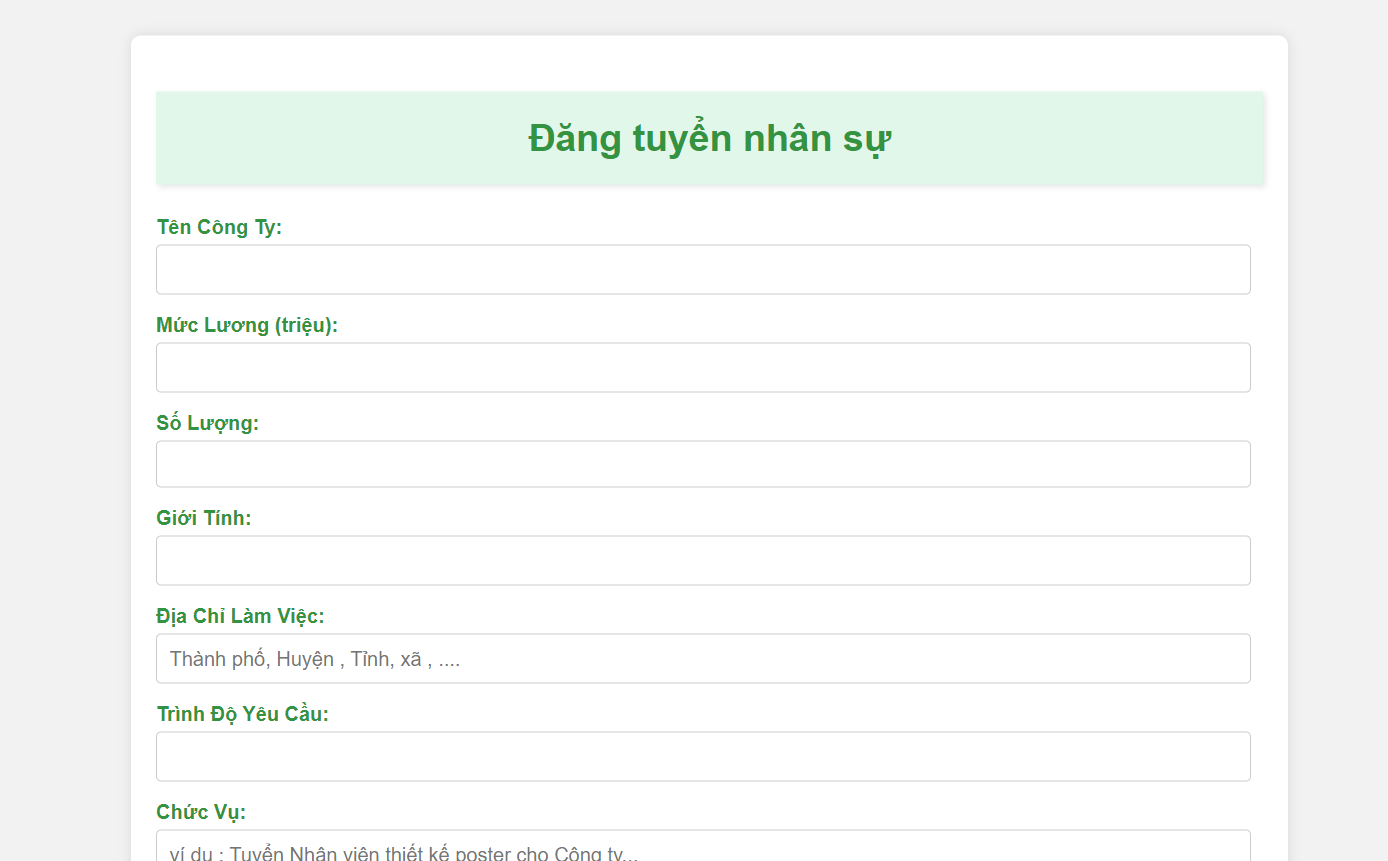 Đăng tuyển nhân sự
Tên Công Ty:
Mức Lương (triệu):
Số Lượng:
Giới Tính:
Địa Chỉ Làm Việc:
Thành phố, Huyện , Tỉnh, xã , ....
Trình Độ Yêu Cầu:
Chức Vụ:
ví dụ : Tuyển Nhân viên thiết kế poster cho Công ty...